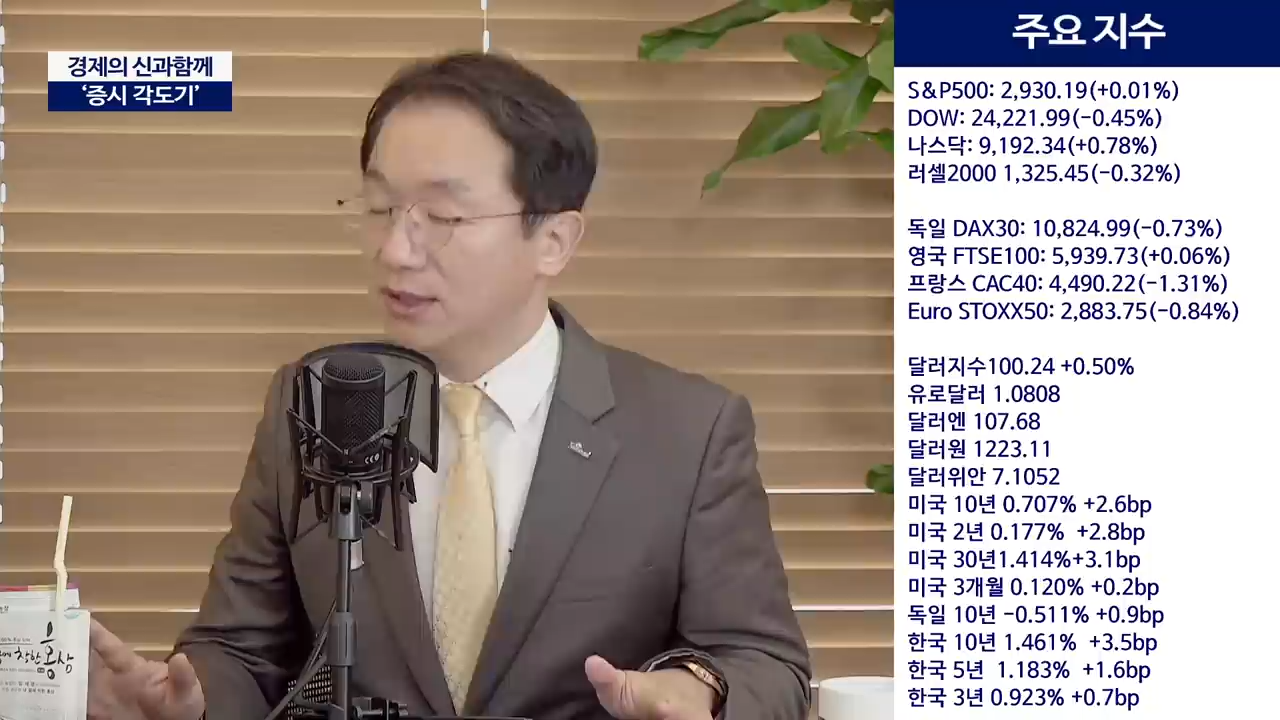 경제의 신과함께
‘증시 각도기’
착한
홍삼
주요 지수
S&P500: 2,930.19(+0.01%)
DOW: 24,221.99(-0.45%)
나스닥: 9,192.34(+0.78%)
러셀2000 1,325.45(-0.32%)
독일 DAX30: 10,824.99(-0.73%)
영국 FTSE100: 5,939.73(+0.06%)
프랑스 CAC40: 4,490.22(-1.31%)
Euro STOXX50: 2,883.75(-0.84%)
달러지수100.24 +0.50%
유로달러 1.0808
달러엔 107.68
달러원 1223.11
달러위안 7.1052
미국 10년 0.707% +2.6bp
미국 2년 0.177% +2.8bp
미국 30년1.414%+3.1bp
미국 3개월 0.120% +0.2bp
독일 10년 -0.511% +0.9bp
한국 10년 1.461% +3.5bp
한국 5년 1.183% +1.6bp
한국 3년 0.923% +0.7bp